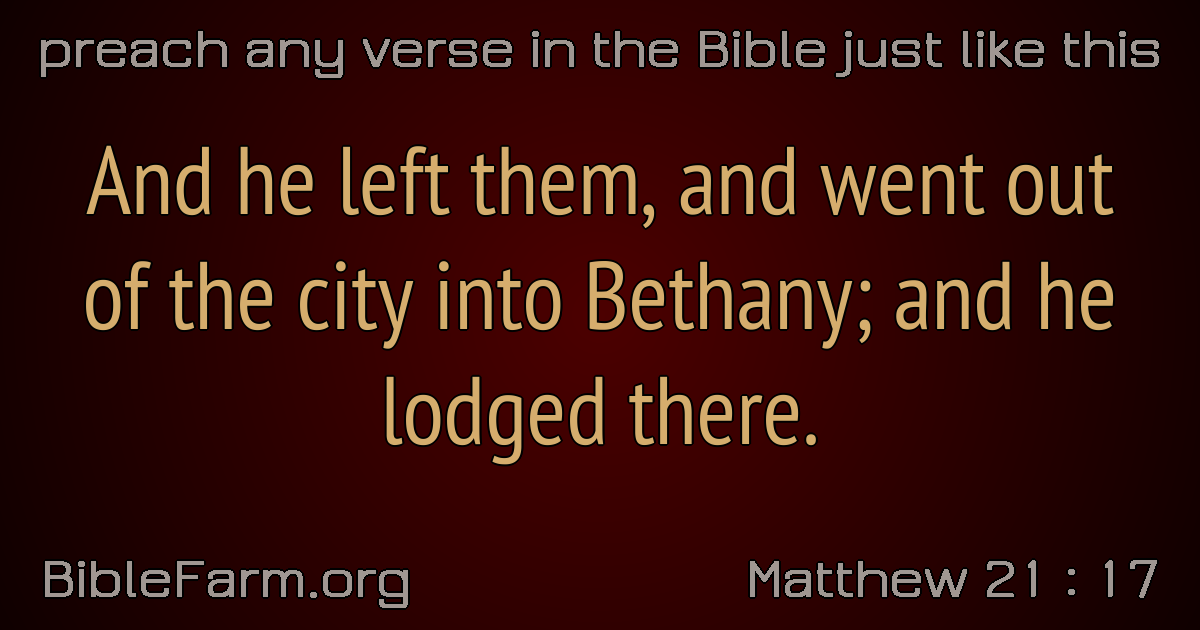 preach any verse in the Bible just like this
And he left them, and went out
of the city into Bethany; and he
lodged there.
BibleFarm.org
Matthew 21 : 17